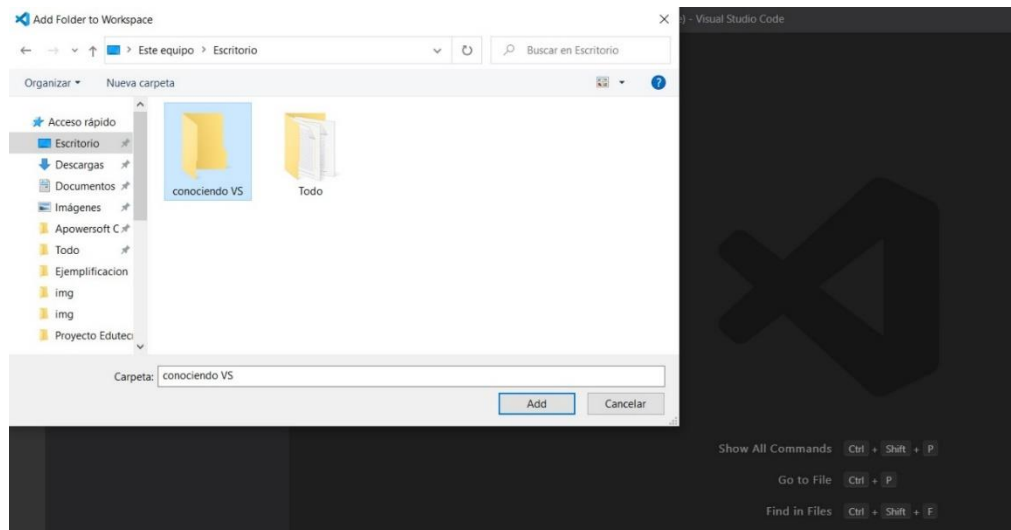 Add Folder to Workspace
) - Visual Studio Code
Este equipo > Escritorio
Buscar en Escritorio
Organizar
Nueva carpeta
Acceso rápido
Escritorio
Descargas
Documentos
Imágenes
Apowersoft C
Todo
Ejemplificacion
img
img
Proyecto Edutec
conociendo VS
Todo
Carpeta: conociendo VS
Add Cancelar
Show All Commands Ctrl + Shift + P
Go to File Ctrl + P
Find in Files Ctrl + Shift + F